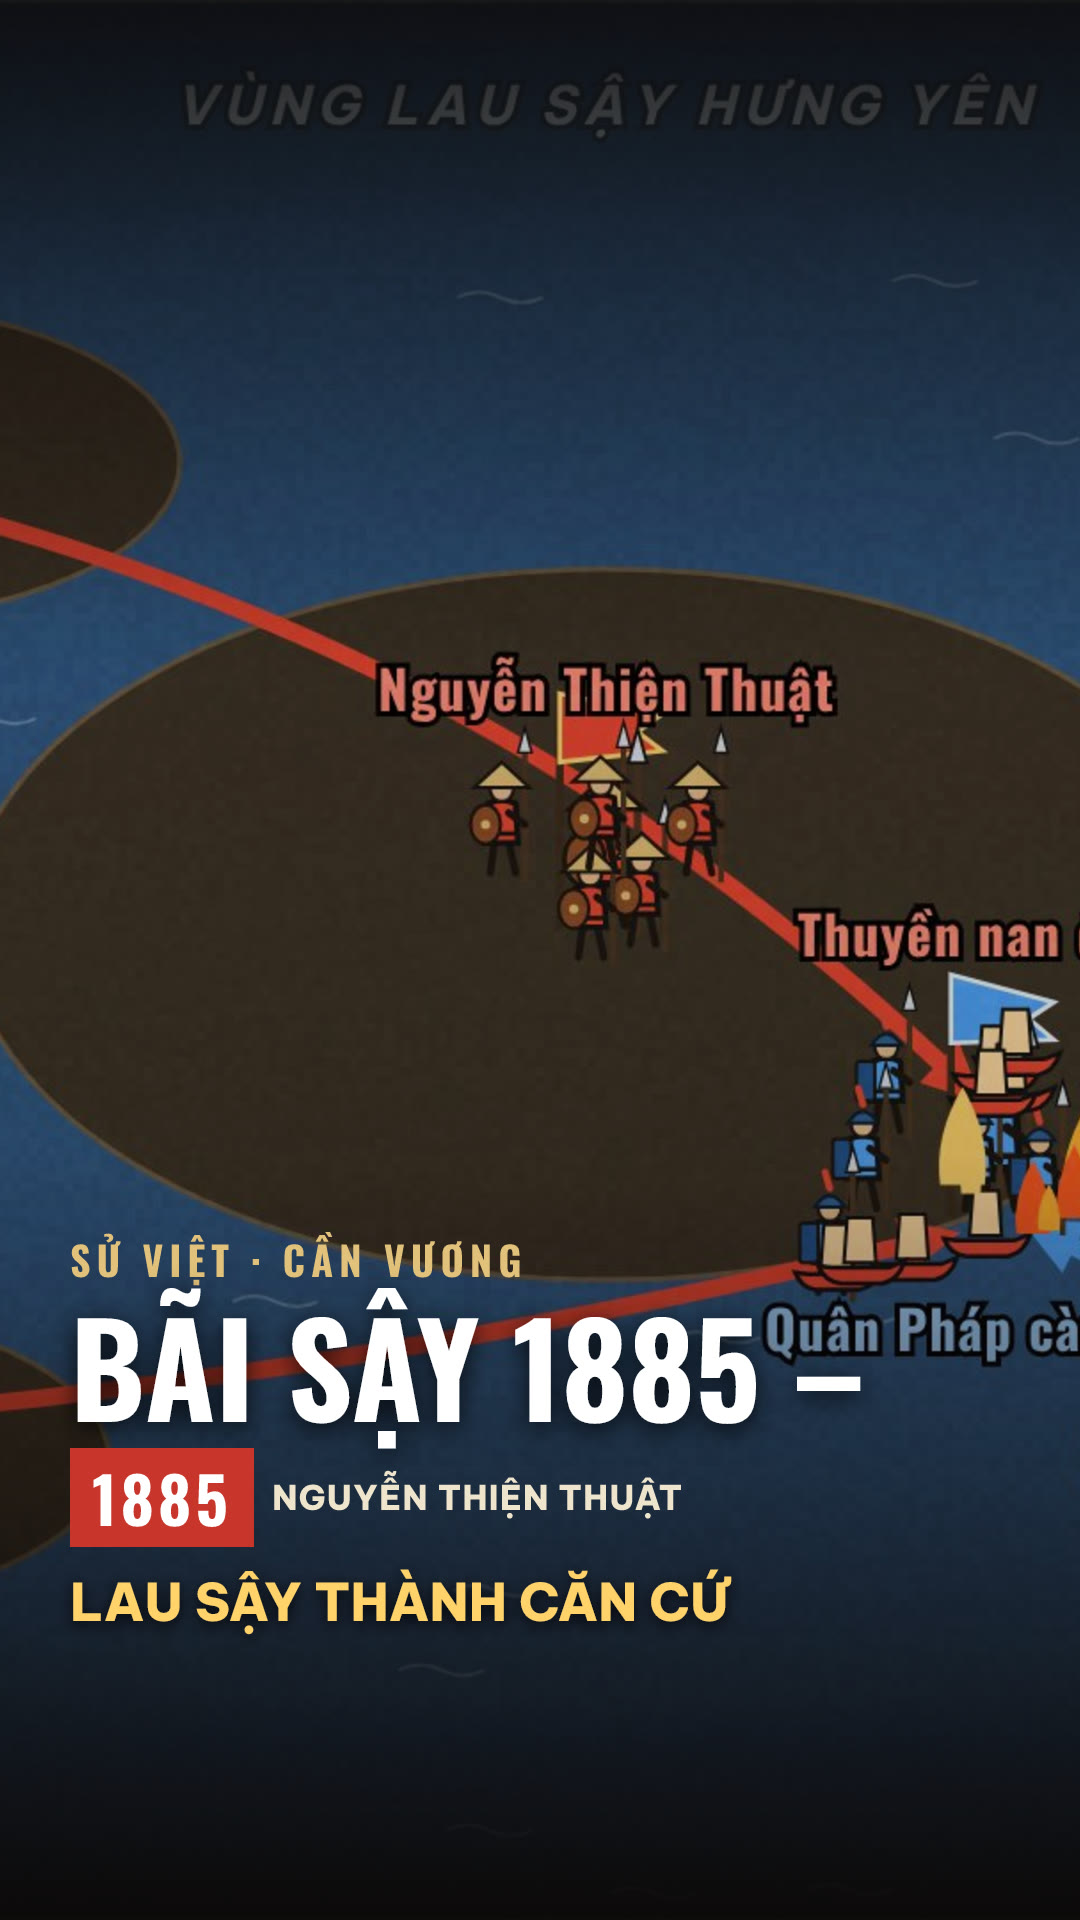 VÙNG LAU SẬY HƯNG YÊN
Nguyễn Thiện Thuật
Thuyền nan
Quân Pháp cà
SỬ VIỆT · CẦN VƯƠNG
BÃI SẬY 1885 –
1885 NGUYỄN THIỆN THUẬT
LAU SẬY THÀNH CĂN CỨ